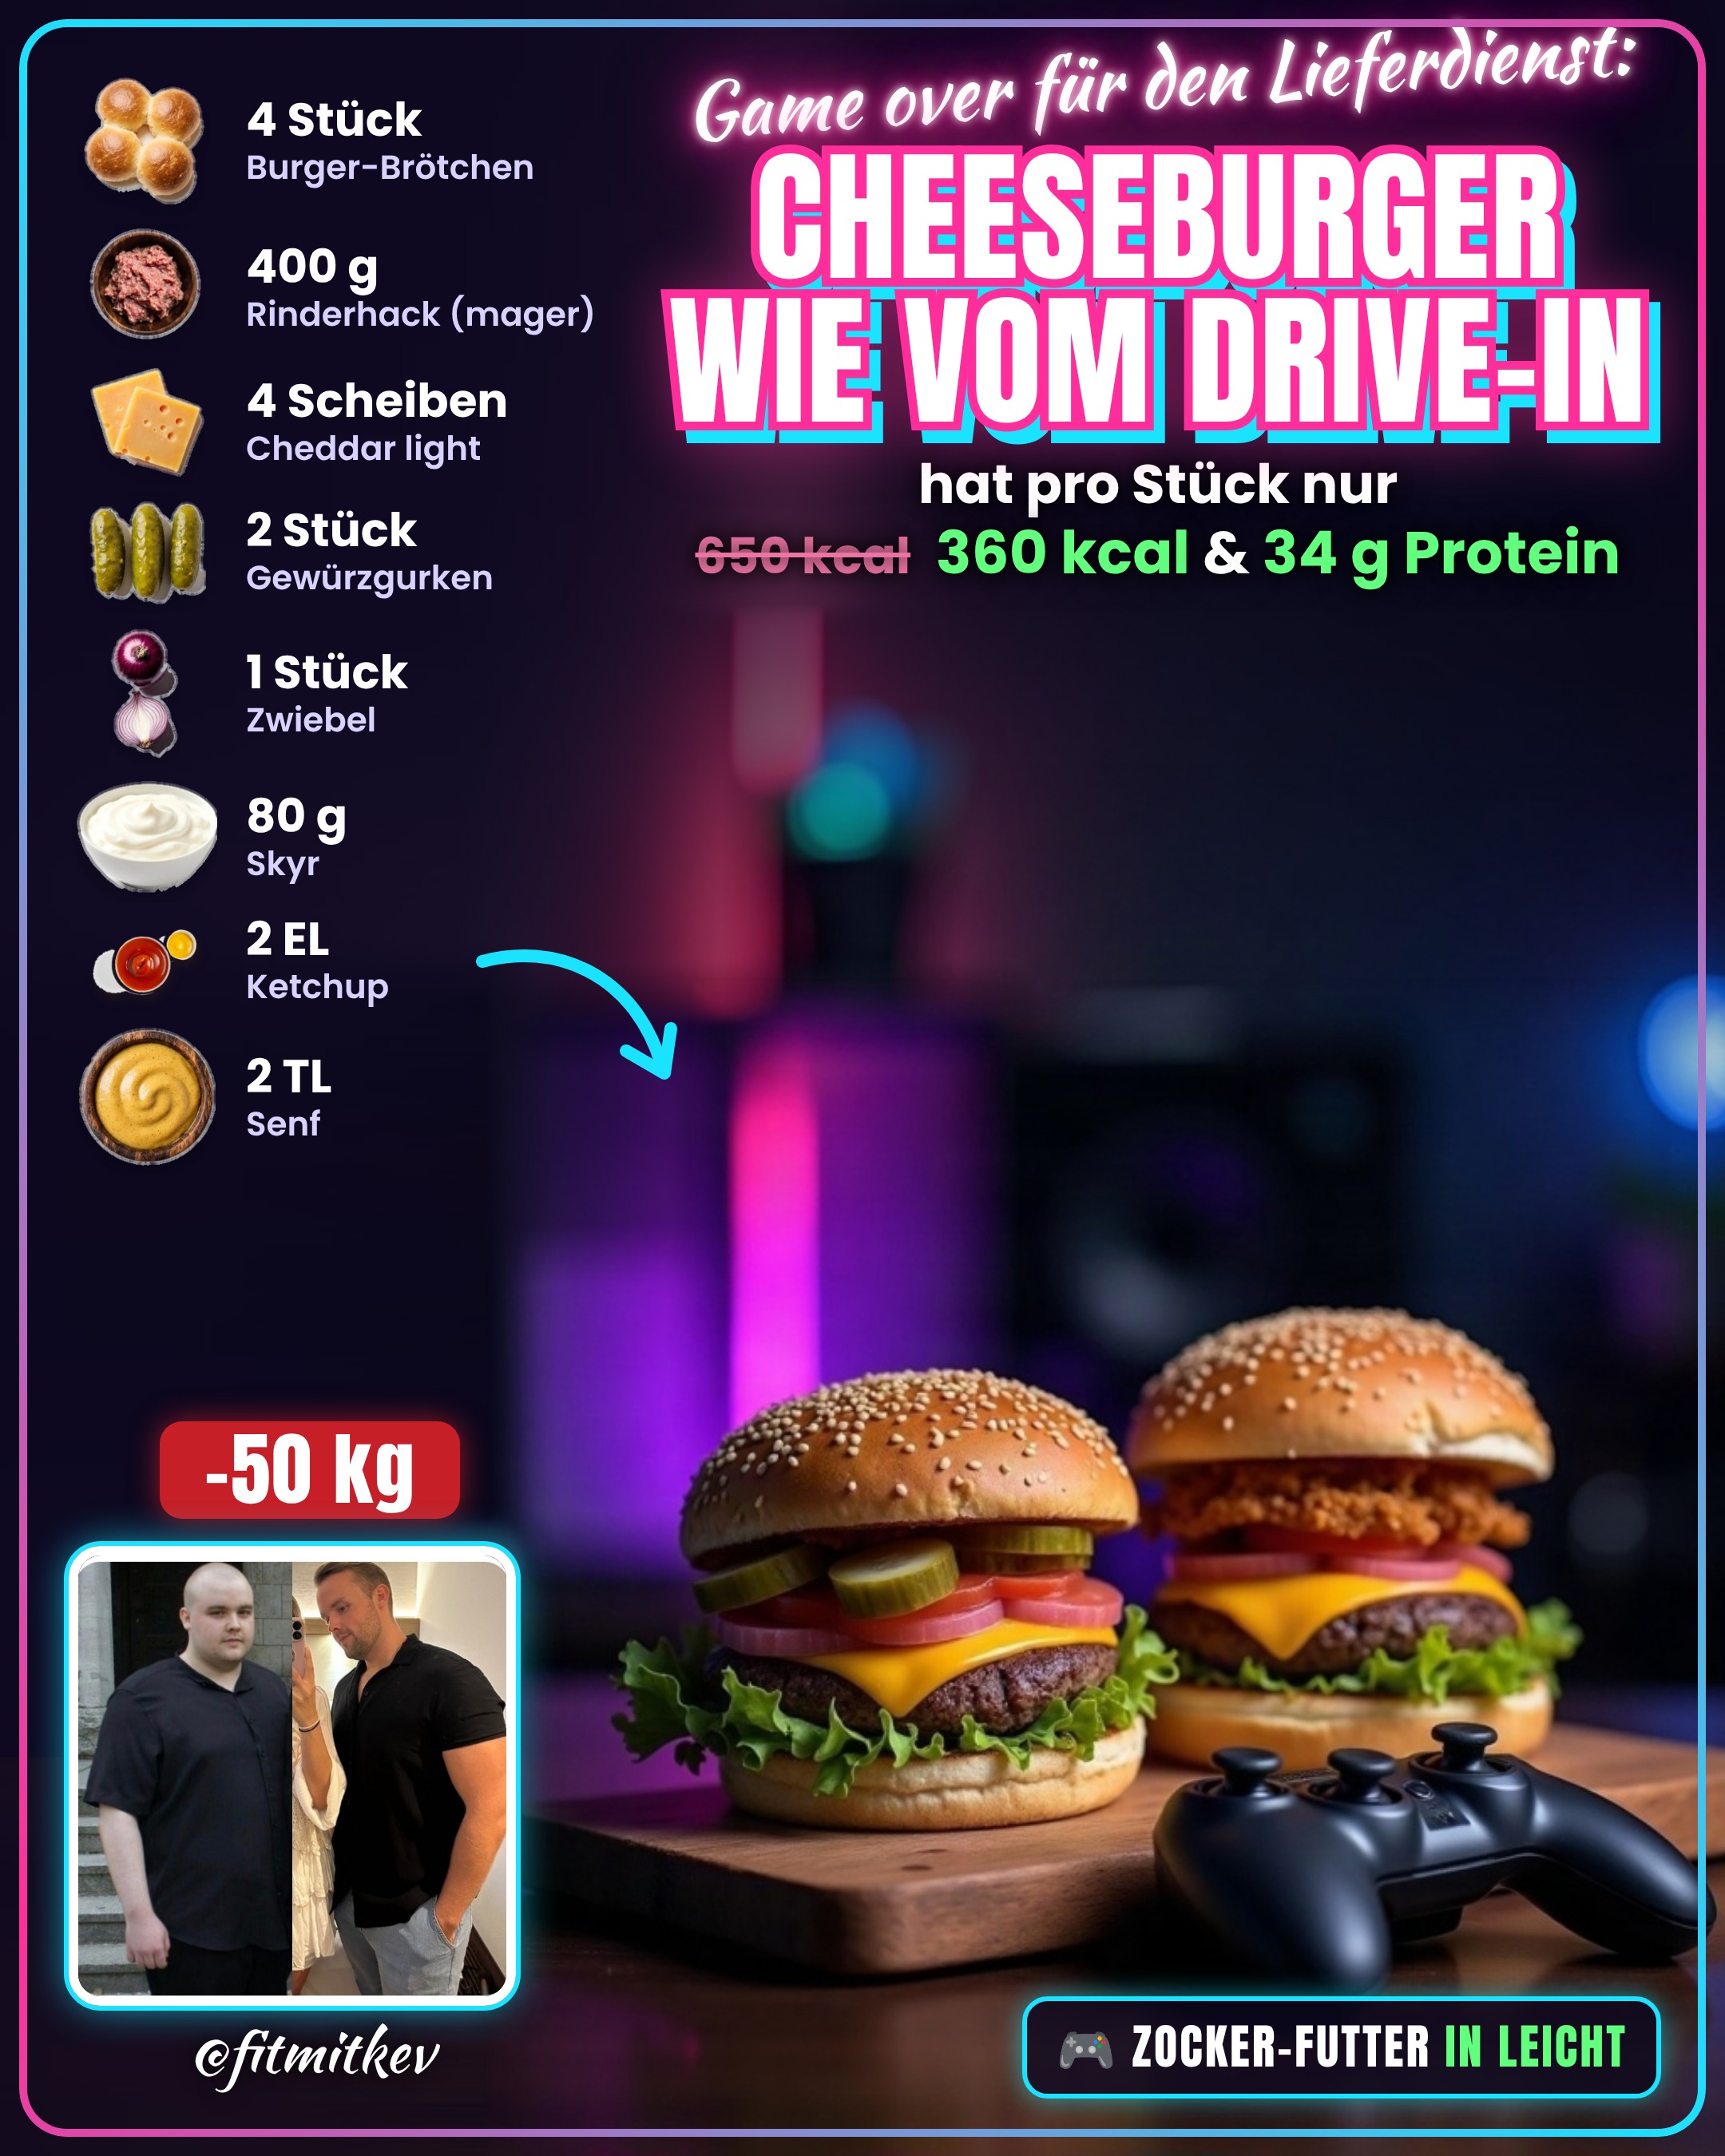 Game over für den Lieferdienst:
CHEESEBURGER
WIE VOM DRIVE-IN
hat pro Stück nur
650 kcal 360 kcal & 34 g Protein
4 Stück
Burger-Brötchen
400 g
Rinderhack (mager)
4 Scheiben
Cheddar light
2 Stück
Gewürzgurken
1 Stück
Zwiebel
80 g
Skyr
2 EL
Ketchup
2 TL
Senf
-50 kg
@fitmitkev
ZOCKER-FUTTER IN LEICHT